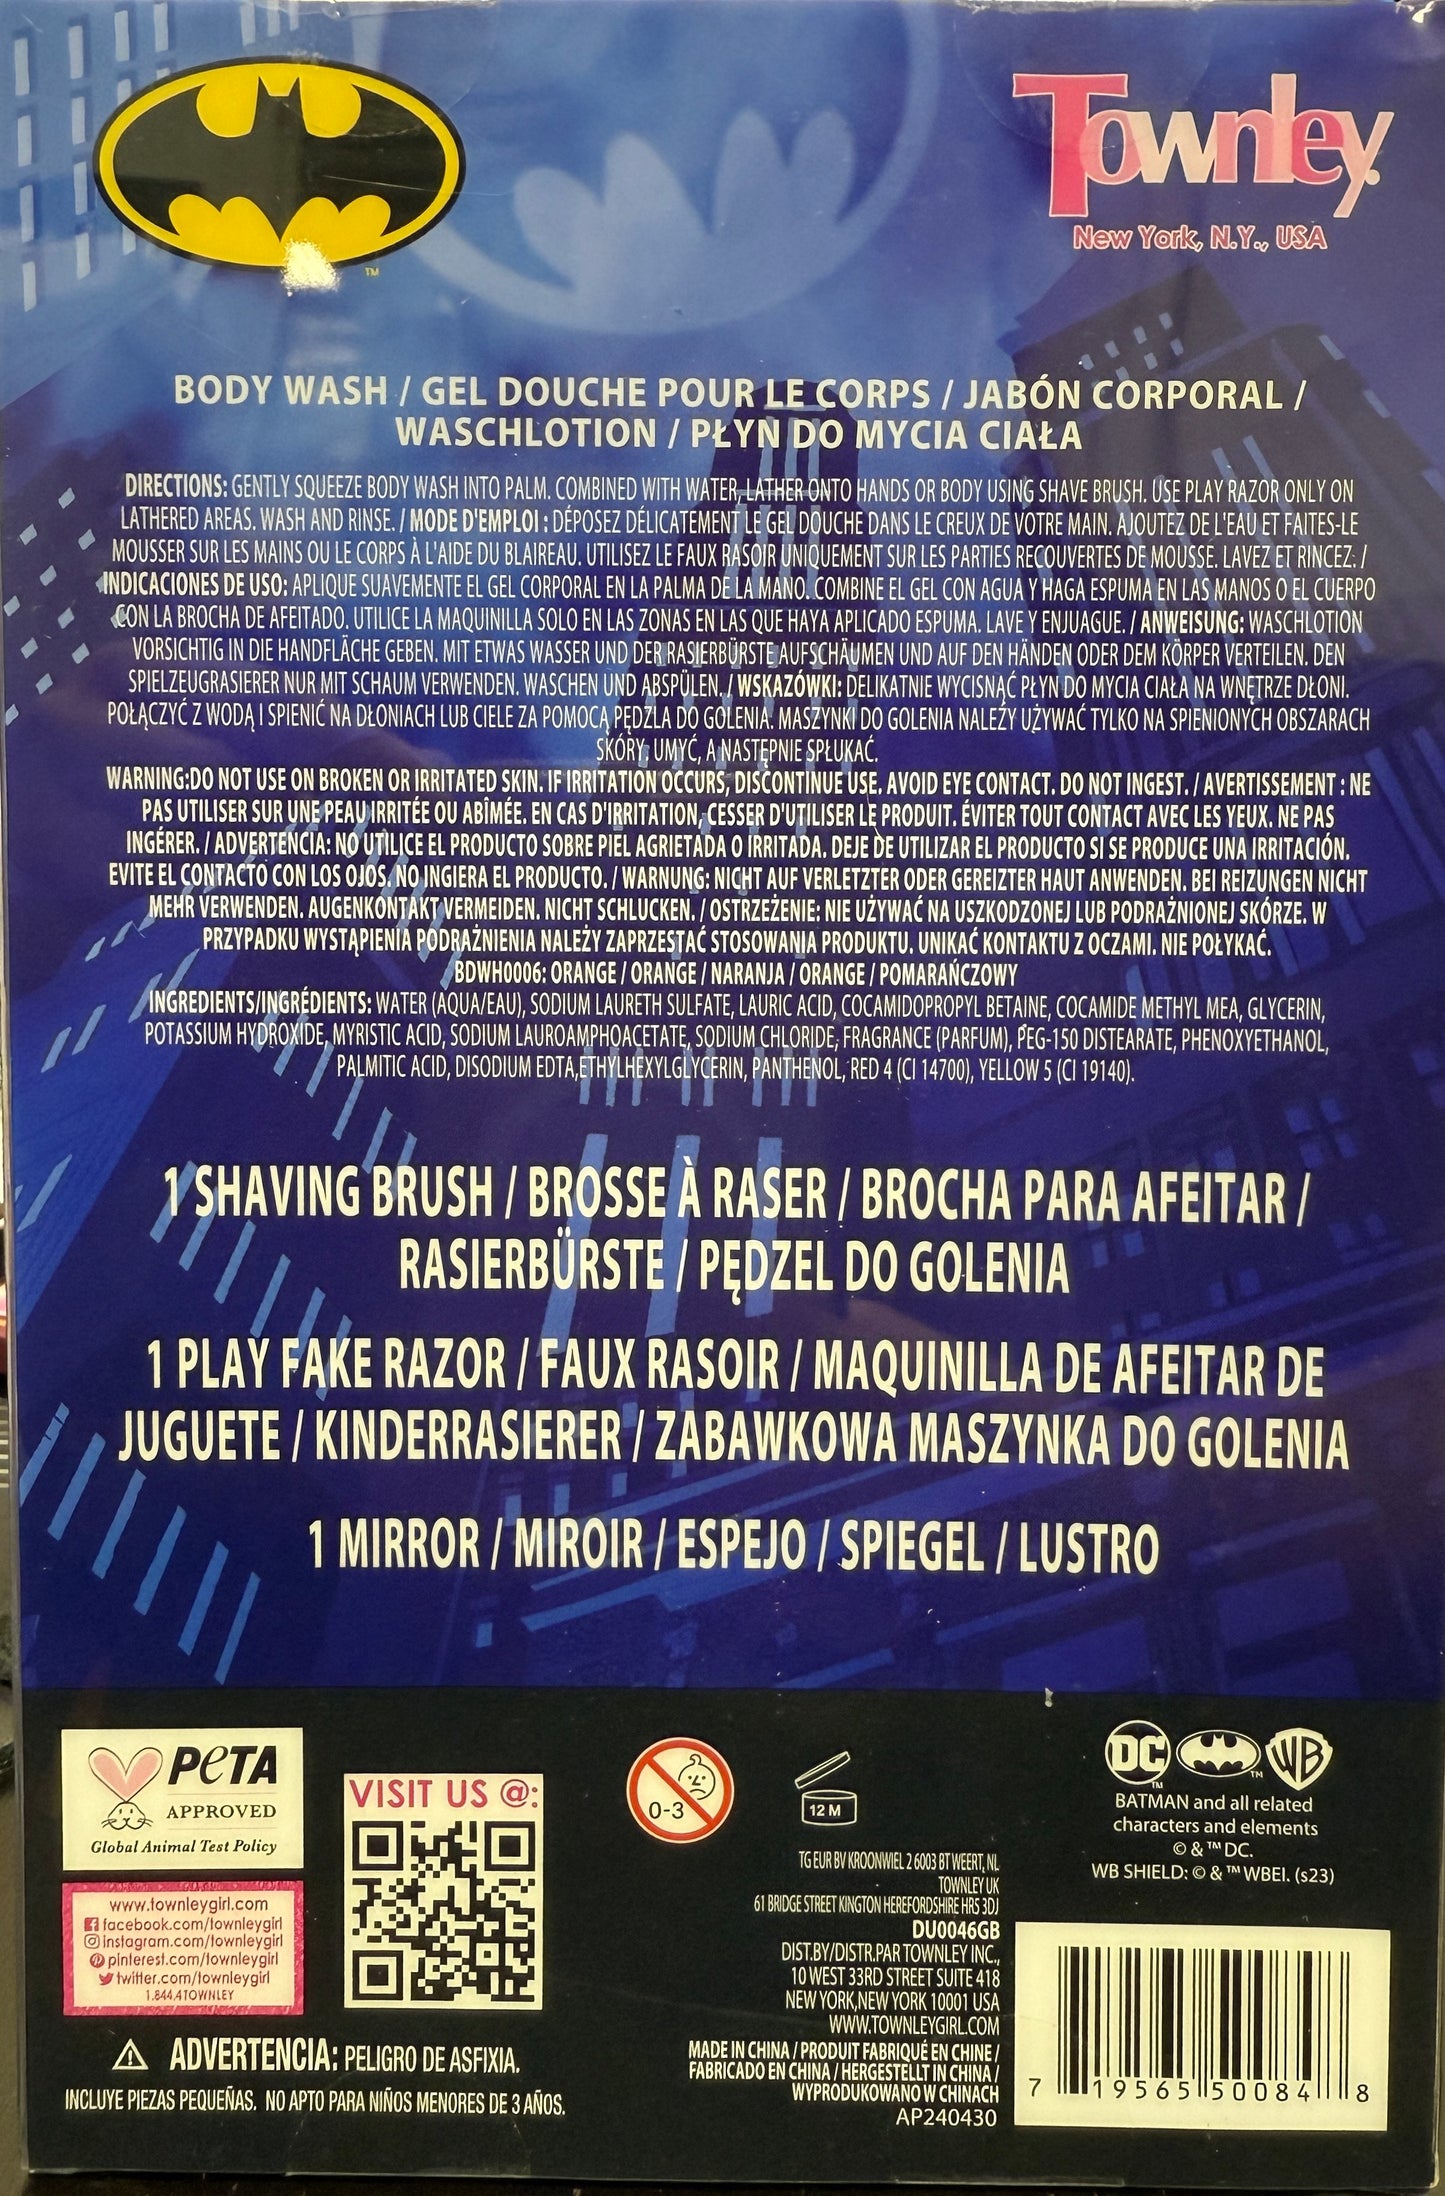 Townley
New York, N.Y., USA
TM
BODY WASH / GEL DOUCHE POUR LE CORPS / JABÓN CORPORAL /
WASCHLOTION / PŁYN DO MYCIA CIAŁA
DIRECTIONS: GENTLY SQUEEZE BODY WASH INTO PALM. COMBINED WITH WATER, LATHER ONTO HANDS OR BODY USING SHAVE BRUSH. USE PLAY RAZOR ONLY ON
LATHERED AREAS. WASH AND RINSE. / MODE D'EMPLOI : DÉPOSEZ DÉLICATEMENT LE GEL DOUCHE DANS LE CREUX DE VOTRE MAIN. AJOUTEZ DE L'EAU ET FAITES-LE
MOUSSER SUR LES MAINS OU LE CORPS À L'AIDE DU BLAIREAU. UTILISEZ LE FAUX RASOIR UNIQUEMENT SUR LES PARTIES RECOUVERTES DE MOUSSE. LAVEZ ET RINCEZ. /
INDICACIONES DE USO: APLIQUE SUAVEMENTE EL GEL CORPORAL EN LA PALMA DE LA MANO. COMBINE EL GEL CON AGUA Y HAGA ESPUMA EN LAS MANOS O EL CUERPO
CON LA BROCHA DE AFEITADO. UTILICE LA MAQUINILLA SOLO EN LAS ZONAS EN LAS QUE HAYA APLICADO ESPUMA. LAVE Y ENJUAGUE. / ANWEISUNG: WASCHLOTION
VORSICHTIG IN DIE HANDFLÄCHE GEBEN. MIT ETWAS WASSER UND DER RASIERBÜRSTE AUFSCHÄUMEN UND AUF DEN HÄNDEN ODER DEM KÖRPER VERTEILEN. DEN
SPIELZEUGRASIERER NUR MIT SCHAUM VERWENDEN. WASCHEN UND ABSPÜLEN. / WSKAZÓWKI: DELIKATNIE WYCISNĄĆ PŁYN DO MYCIA CIAŁA NA WNĘTRZE DŁONI.
POŁĄCZYĆ Z WODĄ I SPIENIĆ NA DŁONIACH LUB CIELE ZA POMOCĄ PĘDZLA DO GOLENIA. MASZYNKI DO GOLENIA NALEŻY UŻYWAĆ TYLKO NA SPIENIONYCH OBSZARACH
SKÓRY, UMYĆ, A NASTĘPNIE SPŁUKAĆ.
WARNING:DO NOT USE ON BROKEN OR IRRITATED SKIN. IF IRRITATION OCCURS, DISCONTINUE USE. AVOID EYE CONTACT. DO NOT INGEST. / AVERTISSEMENT : NE
PAS UTILISER SUR UNE PEAU IRRITÉE OU ABÎMÉE. EN CAS D'IRRITATION, CESSER D'UTILISER LE PRODUIT. ÉVITER TOUT CONTACT AVEC LES YEUX. NE PAS
INGÉRER. / ADVERTENCIA: NO UTILICE EL PRODUCTO SOBRE PIEL AGRIETADA O IRRITADA. DEJE DE UTILIZAR EL PRODUCTO SI SE PRODUCE UNA IRRITACIÓN.
EVITE EL CONTACTO CON LOS OJOS. NO INGIERA EL PRODUCTO. / WARNUNG: NICHT AUF VERLETZTER ODER GEREIZTER HAUT ANWENDEN. BEI REIZUNGEN NICHT
MEHR VERWENDEN. AUGENKONTAKT VERMEIDEN. NICHT SCHLUCKEN. / OSTRZEŻENIE: NIE UŻYWAĆ NA USZKODZONEJ LUB PODRAŻNIONEJ SKÓRZE. W
PRZYPADKU WYSTĄPIENIA PODRAŻNIENIA NALEŻY ZAPRZESTAĆ STOSOWANIA PRODUKTU. UNIKAĆ KONTAKTU Z OCZAMI. NIE POŁYKAĆ.
BDWH0006: ORANGE / ORANGE / NARANJA / ORANGE / POMARAŃCZOWY
INGREDIENTS/INGRÉDIENTS: WATER (AQUA/EAU), SODIUM LAURETH SULFATE, LAURIC ACID, COCAMIDOPROPYL BETAINE, COCAMIDE METHYL MEA, GLYCERIN,
POTASSIUM HYDROXIDE, MYRISTIC ACID, SODIUM LAUROAMPHOACETATE, SODIUM CHLORIDE, FRAGRANCE (PARFUM), PEG-150 DISTEARATE, PHENOXYETHANOL,
PALMITIC ACID, DISODIUM EDTA,ETHYLHEXYLGLYCERIN, PANTHENOL, RED 4 (CI 14700), YELLOW 5 (CI 19140).
1 SHAVING BRUSH / BROSSE À RASER / BROCHA PARA AFEITAR /
RASIERBÜRSTE / PĘDZEL DO GOLENIA
1 PLAY FAKE RAZOR / FAUX RASOIR / MAQUINILLA DE AFEITAR DE
JUGUETE / KINDERRASIERER / ZABAWKOWA MASZYNKA DO GOLENIA
1 MIRROR / MIROIR / ESPEJO / SPIEGEL / LUSTRO
PETA
APPROVED
Global Animal Test Policy
www.townleygirl.com
facebook.com/townleygirl
instagram.com/townleygirl
pinterest.com/townleygirl
twitter.com/townleygirl
1.844.4TOWNLEY
VISIT US @:
0-3
12 M
DC
TM
TM
WB
BATMAN and all related
characters and elements
© & ™ DC.
WB SHIELD: © & ™ WBEI. (s23)
TG EUR BV KROONWIEL 2 6003 BT WEERT, NL
TOWNLEY UK
61 BRIDGE STREET KINGTON HEREFORDSHIRE HR5 3DJ
DU0046GB
DIST.BY/DISTR.PAR TOWNLEY INC.,
10 WEST 33RD STREET SUITE 418
NEW YORK,NEW YORK 10001 USA
WWW.TOWNLEYGIRL.COM
MADE IN CHINA / PRODUIT FABRIQUÉ EN CHINE /
FABRICADO EN CHINA / HERGESTELLT IN CHINA /
WYPRODUKOWANO W CHINACH
AP240430
ADVERTENCIA: PELIGRO DE ASFIXIA.
INCLUYE PIEZAS PEQUEÑAS. NO APTO PARA NIÑOS MENORES DE 3 AÑOS.
7 19565 50084 8